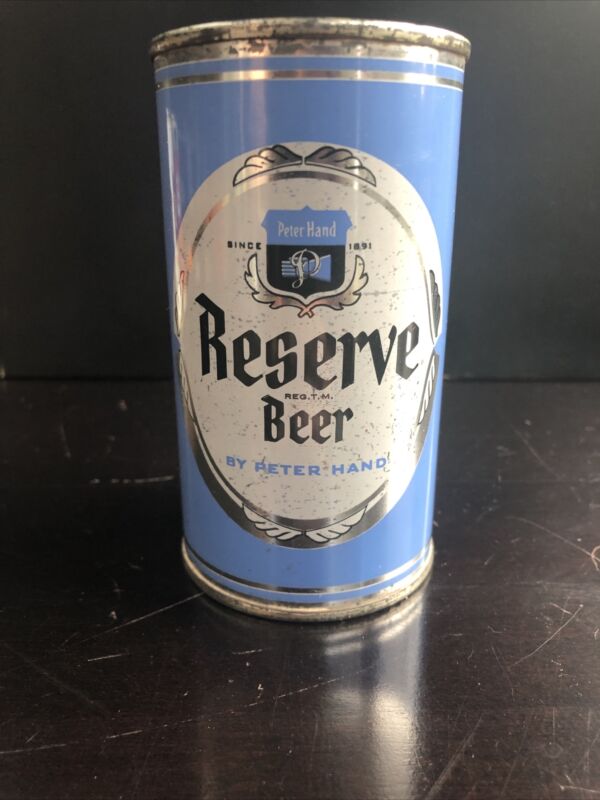 Peter Hand
SINCE 1891
P
Reserve
REG.T.M.
Beer
BY PETER HAND